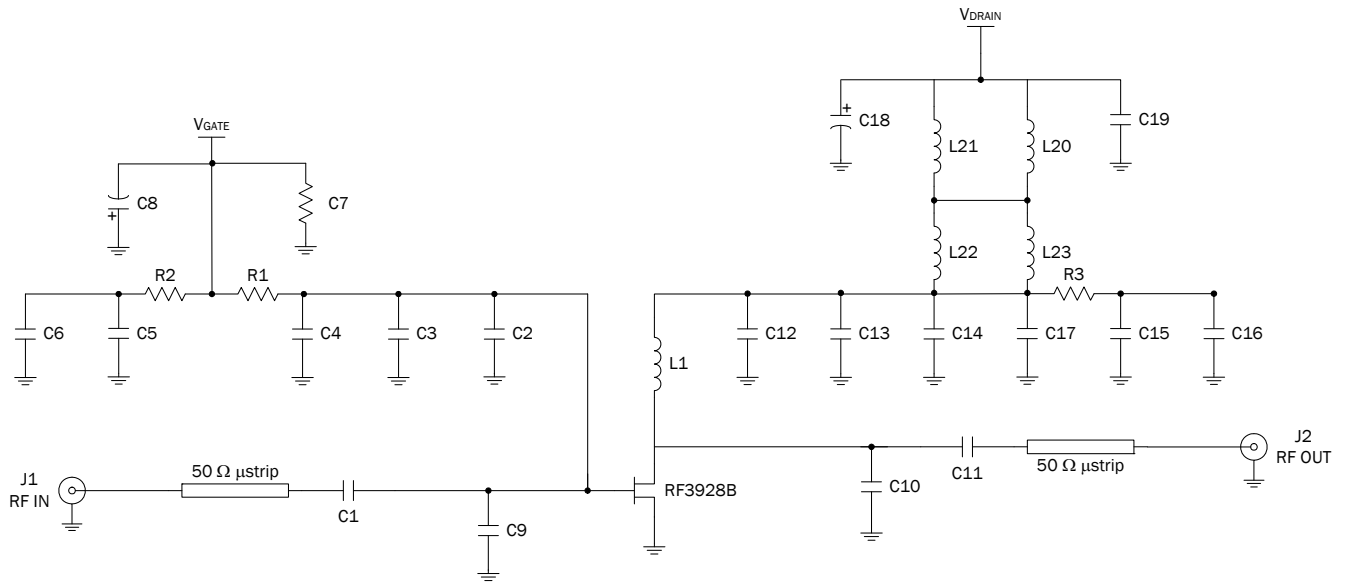 VDRAIN
C18
L21
L20
C19
VGATE
C8
+
C7
+
L22
L23
R2
R1
R3
C6
C5
C4
C3
C2
L1
C12
C13
C14
C17
C15
C16
J1
RF IN
50 Ω μstrip
C1
C9
RF3928B
C10
C11
50 Ω μstrip
J2
RF OUT